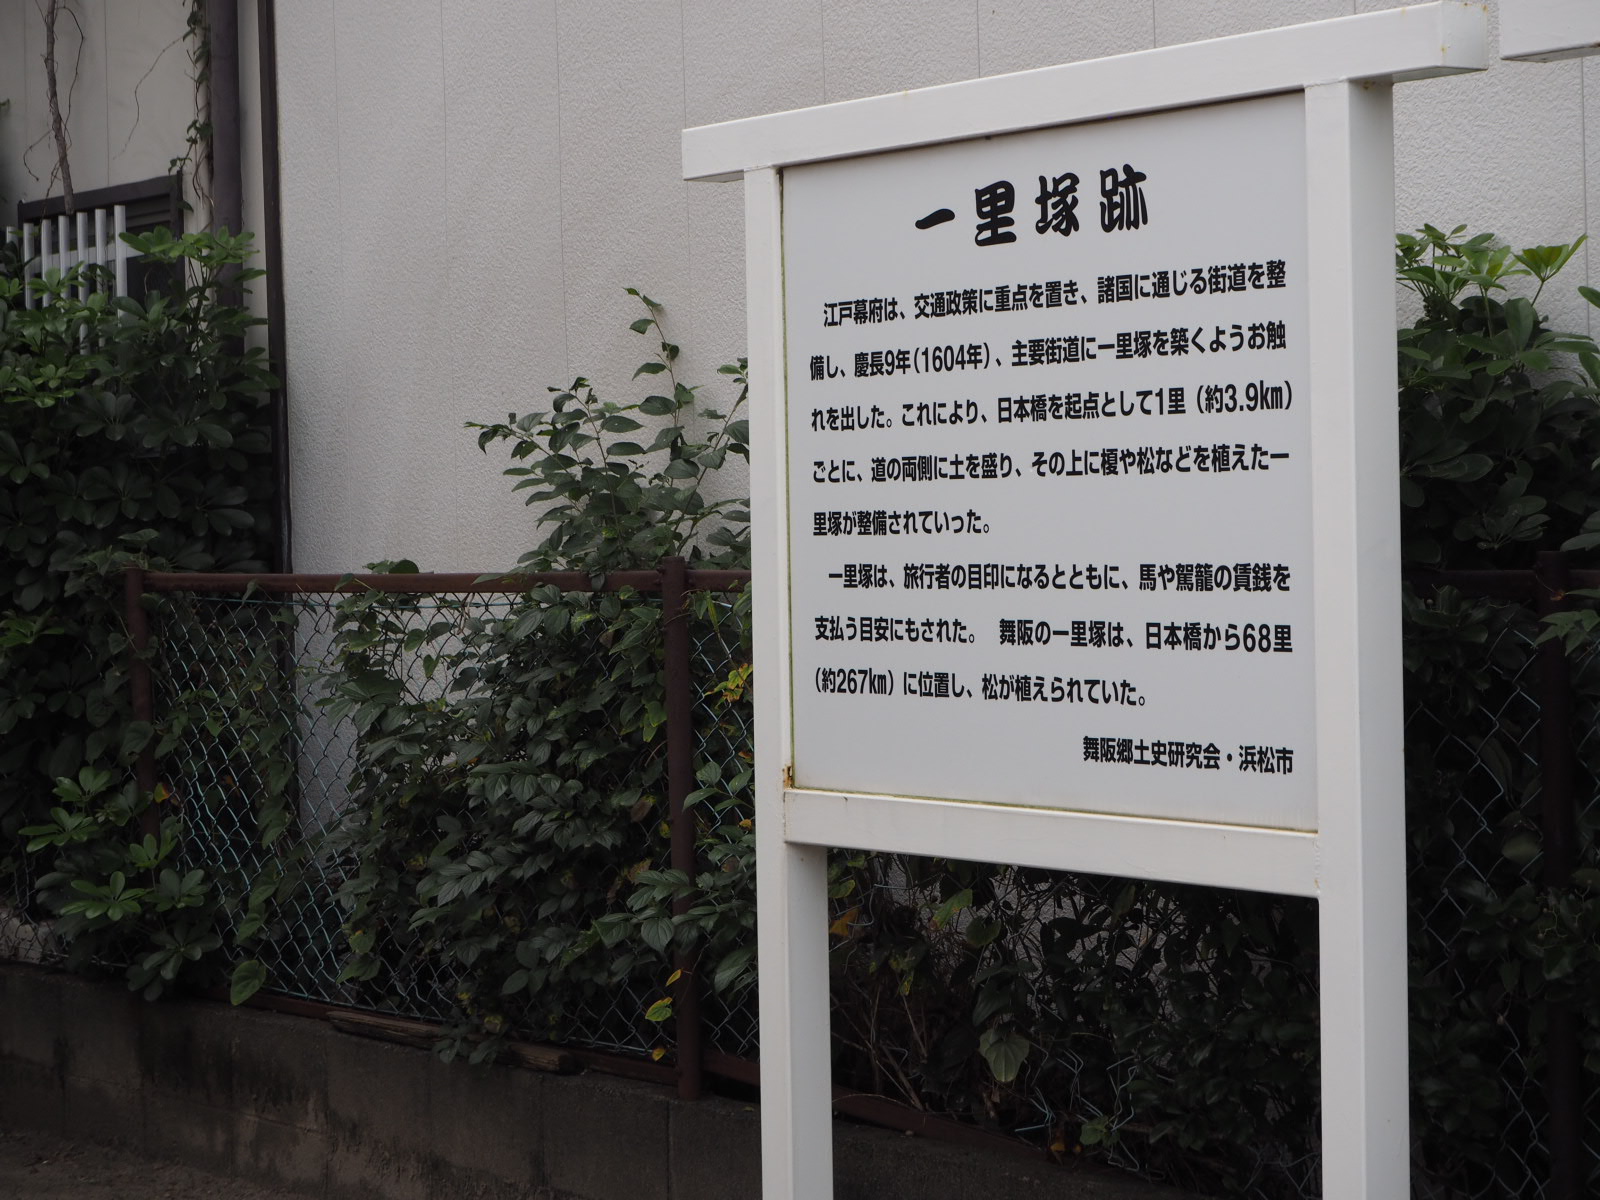 一里塚跡
江戸幕府は、交通政策に重点を置き、諸国に通じる街道を整
備し、慶長9年(1604年)、主要街道に一里塚を築くようお触
れを出した。これにより、日本橋を起点として1里(約3.9km)
ごとに、道の両側に土を盛り、その上に榎や松などを植えた一
里塚が整備されていった。
一里塚は、旅行者の目印になるとともに、馬や駕籠の賃銭を
支払う目安にもされた。 舞阪の一里塚は、日本橋から68里
(約267km)に位置し、松が植えられていた。
舞阪郷土史研究会・浜松市